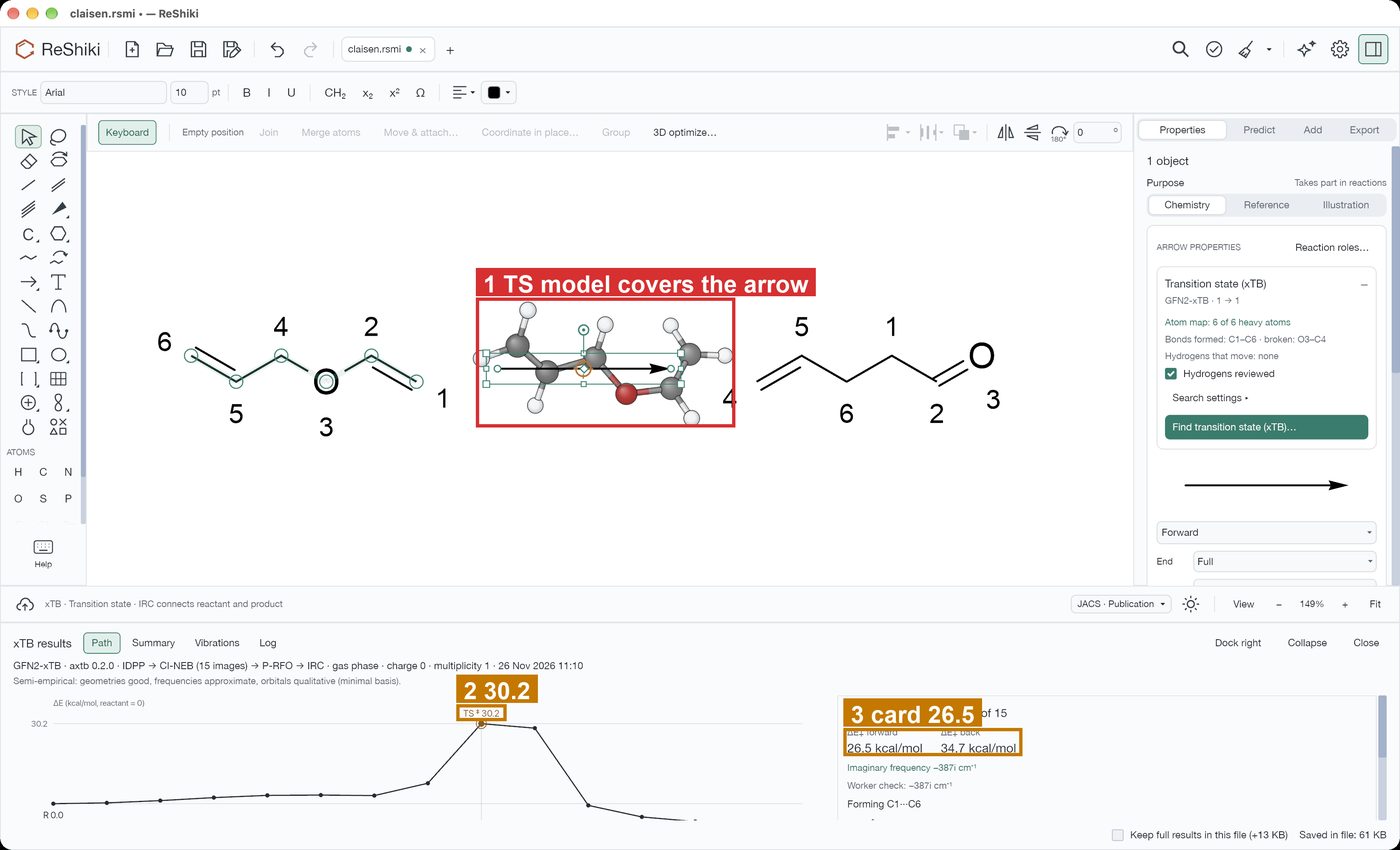 claisen.rsmi • — ReShiki
ReShiki
claisen.rsmi ● × +
STYLE Arial 10 pt B I U CH₂ x₂ x² Ω
Keyboard Empty position Join Merge atoms Move & attach… Coordinate in place… Group 3D optimize… 180° 0 °
Properties Predict Add Export
1 object
Purpose Takes part in reactions
Chemistry Reference Illustration
ARROW PROPERTIES Reaction roles…
Transition state (xTB) –
GFN2-xTB · 1 → 1
Atom map: 6 of 6 heavy atoms
Bonds formed: C1–C6 · broken: O3–C4
Hydrogens that move: none
Hydrogens reviewed
Search settings
Find transition state (xTB)…
Forward
End Full
C
T
ATOMS
H C N
O S P
Help
1 TS model covers the arrow
6 4 2 5 1
O
5 3 1 4 6 2 3
O
xTB · Transition state · IRC connects reactant and product
JACS · Publication View – 149% + Fit
xTB results Path Summary Vibrations Log Dock right Collapse Close
GFN2-xTB · axtb 0.2.0 · IDPP → CI-NEB (15 images) → P-RFO → IRC · gas phase · charge 0 · multiplicity 1 · 26 Nov 2026 11:10
Semi-empirical: geometries good, frequencies approximate, orbitals qualitative (minimal basis).
ΔE (kcal/mol, reactant = 0)
2 30.2
TS ‡ 30.2
30.2
R 0.0
3 card 26.5 of 15
ΔE‡ forward ΔE‡ back
26.5 kcal/mol 34.7 kcal/mol
Imaginary frequency −387i cm⁻¹
Worker check: −387i cm⁻¹
Forming C1···C6
Keep full results in this file (+13 KB) Saved in file: 61 KB